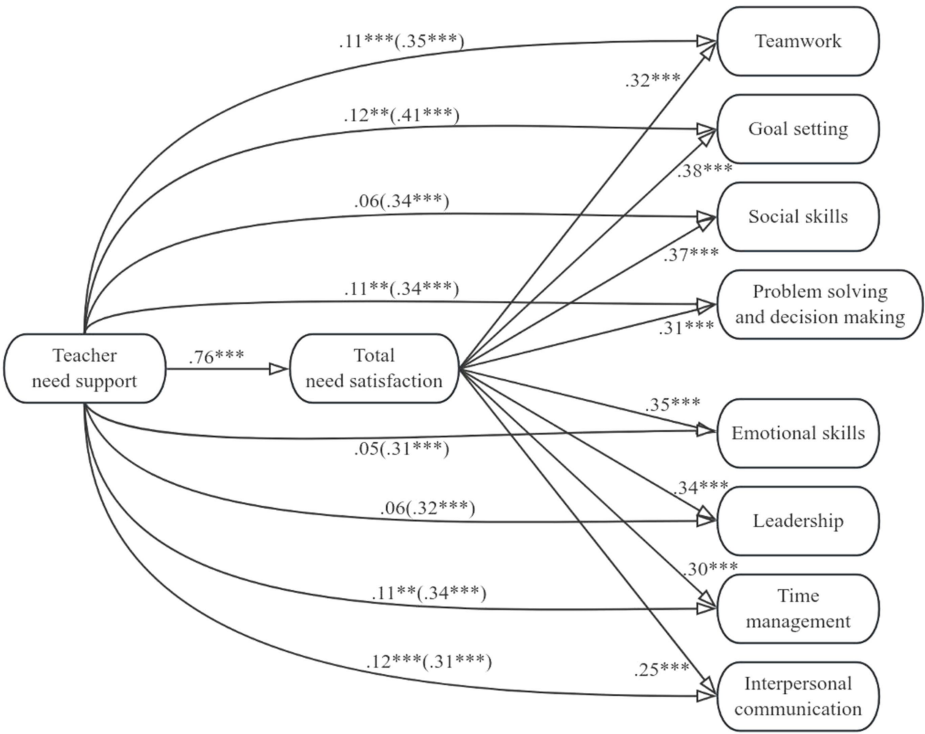 .11***(.35***)
Teamwork
.32***
.12**(.41***)
Goal setting
.38***
.06(.34***)
Social skills
.37***
.11**(.34***)
Problem solving
and decision making
.31***
Teacher
need support
.76***
Total
need satisfaction
.35***
Emotional skills
.05(.31***)
.34***
.06(.32***)
Leadership
.30***
.11**(.34***)
Time
management
.12***(.31***)
.25***
Interpersonal
communication